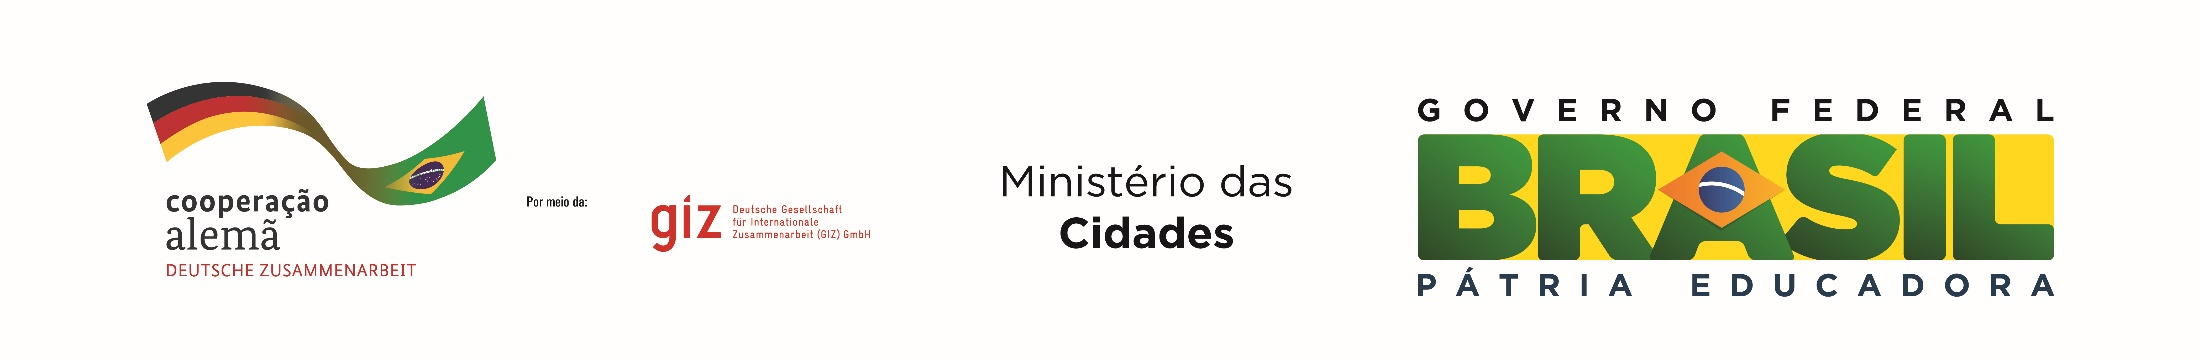 cooperação
alemã
DEUTSCHE ZUSAMMENARBEIT
Por meio da:
giz
Deutsche Gesellschaft
für Internationale
Zusammenarbeit (GIZ) GmbH
Ministério das
Cidades
GOVERNO FEDERAL
BRASIL
PÁTRIA EDUCADORA